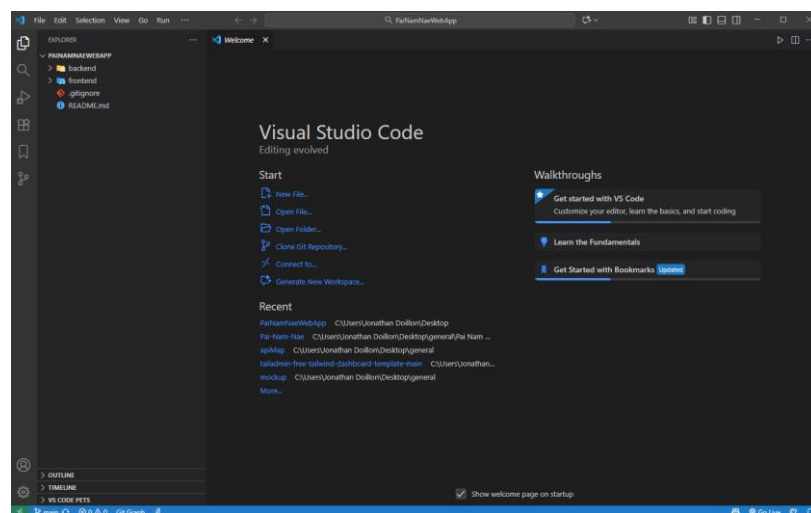 File Edit Selection View Go Run ...
PaiNamNaeWebApp
EXPLORER ...
Welcome
PAINAMNAEWEBAPP
backend
frontend
.gitignore
README.md
Visual Studio Code
Editing evolved
Start
New File...
Open File...
Open Folder...
Clone Git Repository...
Connect to...
Generate New Workspace...
Recent
PaiNamNaeWebApp C:\Users\Jonathan Doillon\Desktop
Pai-Nam-Nae C:\Users\Jonathan Doillon\Desktop\general\Pai Nam ...
apiMap C:\Users\Jonathan Doillon\Desktop\general
tailadmin-free-tailwind-dashboard-template-main C:\Users\Jonathan...
mockup C:\Users\Jonathan Doillon\Desktop\general
More...
Walkthroughs
Get started with VS Code
Customize your editor, learn the basics, and start coding
Learn the Fundamentals
Get Started with Bookmarks Updated
OUTLINE
TIMELINE
VS CODE PETS
Show welcome page on startup
main 0 0 Git Graph Go Live